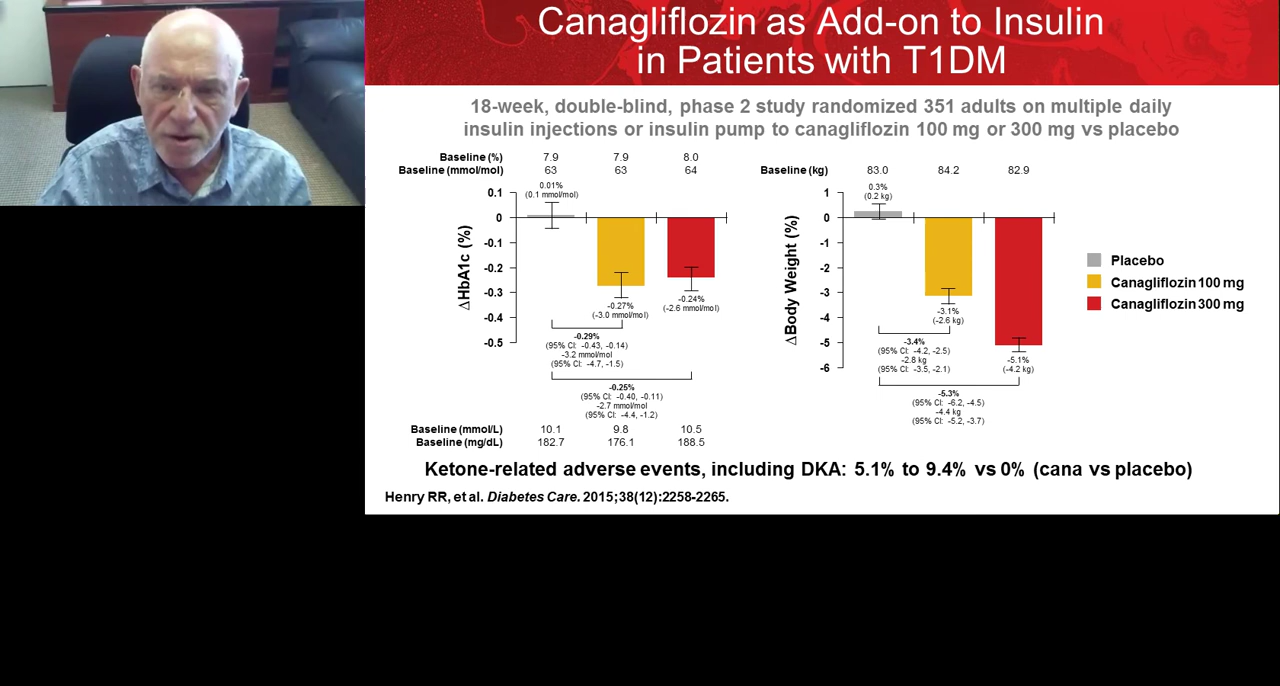 Canagliflozin as Add-on to Insulin
in Patients with T1DM
18-week, double-blind, phase 2 study randomized 351 adults on multiple daily
insulin injections or insulin pump to canagliflozin 100 mg or 300 mg vs placebo
Baseline (%) 7.9 7.9 8.0
Baseline (mmol/mol) 63 63 64
0.01%
(0.1 mmol/mol)
0.1
0
-0.1
-0.2
-0.3
-0.4
-0.5
ΔHbA1c (%)
-0.27%
(-3.0 mmol/mol)
-0.24%
(-2.6 mmol/mol)
-0.29%
(95% CI: -0.43, -0.14)
-3.2 mmol/mol
(95% CI: -4.7, -1.5)
-0.25%
(95% CI: -0.40, -0.11)
-2.7 mmol/mol
(95% CI: -4.4, -1.2)
Baseline (mmol/L) 10.1 9.8 10.5
Baseline (mg/dL) 182.7 176.1 188.5
Baseline (kg) 83.0 84.2 82.9
0.3%
(0.2 kg)
1
0
-1
-2
-3
-4
-5
-6
ΔBody Weight (%)
-3.1%
(-2.6 kg)
-5.1%
(-4.2 kg)
-3.4%
(95% CI: -4.2, -2.5)
-2.8 kg
(95% CI: -3.5, -2.1)
-5.3%
(95% CI: -6.2, -4.5)
-4.4 kg
(95% CI: -5.2, -3.7)
Placebo
Canagliflozin 100 mg
Canagliflozin 300 mg
Ketone-related adverse events, including DKA: 5.1% to 9.4% vs 0% (cana vs placebo)
Henry RR, et al. Diabetes Care. 2015;38(12):2258-2265.